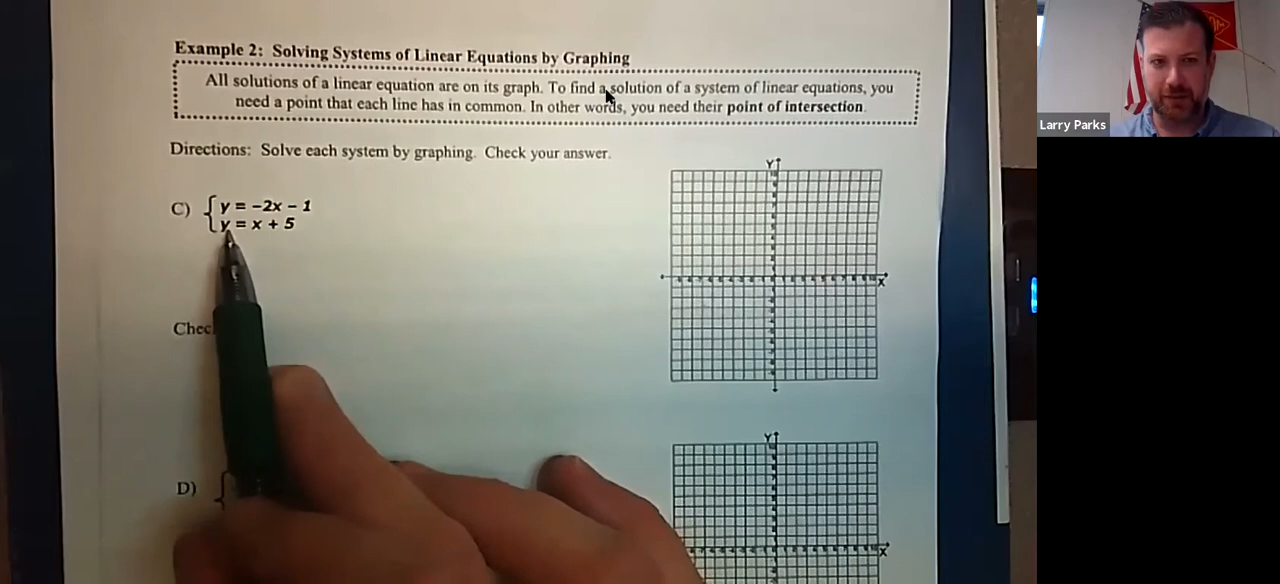 Example 2: Solving Systems of Linear Equations by Graphing
All solutions of a linear equation are on its graph. To find a solution of a system of linear equations, you
need a point that each line has in common. In other words, you need their point of intersection.
Directions: Solve each system by graphing. Check your answer.
Y
C) y = -2x - 1
y = x + 5
X
Chec
Y
D)
X
Larry Parks